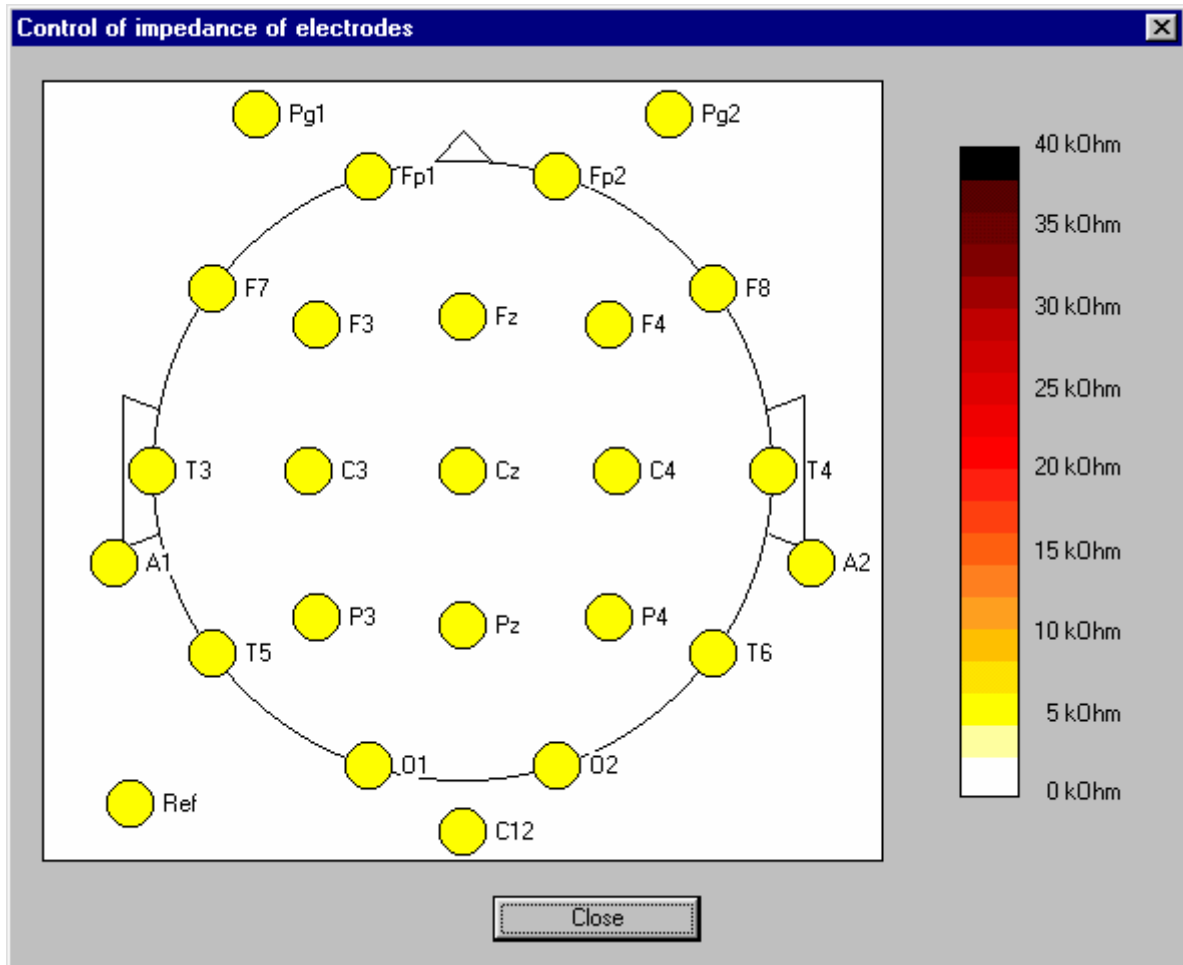 Control of impedance of electrodes
Pg1 Pg2
Fp1 Fp2
F7 F8
F3 Fz F4
T3 C3 Cz C4 T4
A1 A2
P3 Pz P4
T5 T6
O1 O2
Ref
C12
40 kOhm
35 kOhm
30 kOhm
25 kOhm
20 kOhm
15 kOhm
10 kOhm
5 kOhm
0 kOhm
Close